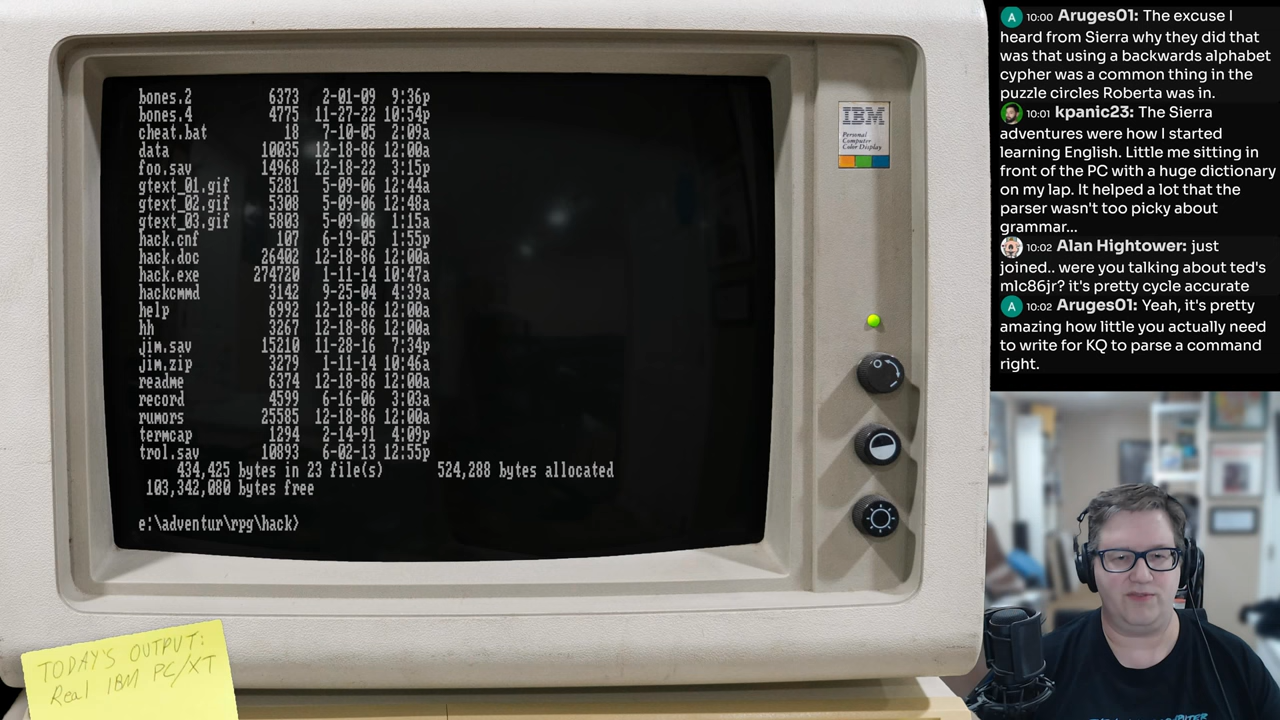 bones.2 6373 2-01-09 9:36p
bones.4 4775 11-27-22 10:54p
cheat.bat 18 7-10-05 2:09a
data 10035 12-18-86 12:00a
foo.sav 14968 12-18-22 3:15p
gtext_01.gif 5281 5-09-06 12:44a
gtext_02.gif 5308 5-09-06 12:48a
gtext_03.gif 5803 5-09-06 1:15a
hack.cnf 107 6-19-05 1:55p
hack.doc 26402 12-18-86 12:00a
hack.exe 274720 1-11-14 10:47a
hackcmmd 3142 9-25-04 4:39a
help 6992 12-18-86 12:00a
hh 3267 12-18-86 12:00a
jim.sav 15210 11-28-16 7:34p
jim.zip 3279 1-11-14 10:46a
readme 6374 12-18-86 12:00a
record 4599 6-16-06 3:03a
rumors 25585 12-18-86 12:00a
termcap 1294 2-14-91 4:09p
trol.sav 10893 6-02-13 12:55p
434,425 bytes in 23 file(s) 524,288 bytes allocated
103,342,080 bytes free
e:\adventur\rpg\hack>
IBM
Personal
Computer
Color Display
TODAY'S OUTPUT:
Real IBM PC/XT
A 10:00 Aruges01: The excuse I
heard from Sierra why they did that
was that using a backwards alphabet
cypher was a common thing in the
puzzle circles Roberta was in.
10:01 kpanic23: The Sierra
adventures were how I started
learning English. Little me sitting in
front of the PC with a huge dictionary
on my lap. It helped a lot that the
parser wasn't too picky about
grammar...
10:02 Alan Hightower: just
joined.. were you talking about ted's
mlc86jr? it's pretty cycle accurate
A 10:02 Aruges01: Yeah, it's pretty
amazing how little you actually need
to write for KQ to parse a command
right.